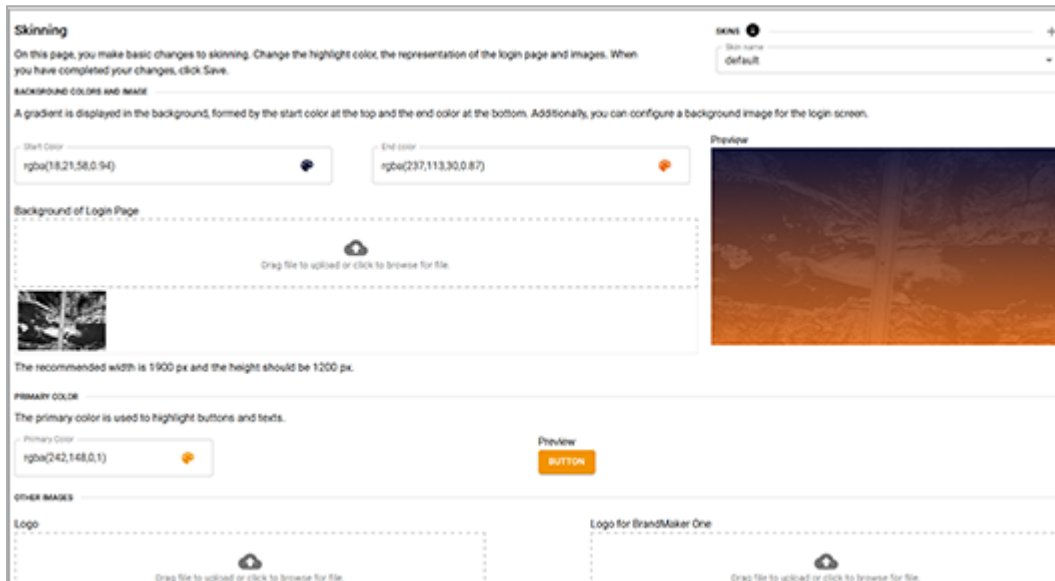 Skinning
SKINS
On this page, you make basic changes to skinning. Change the highlight color, the representation of the login page and images. When
you have completed your changes, click Save.
Skin name
default
BACKGROUND COLORS AND IMAGE
A gradient is displayed in the background, formed by the start color at the top and the end color at the bottom. Additionally, you can configure a background image for the login screen.
Start Color
rgba(18,21,58,0.94)
End color
rgba(237,113,30,0.87)
Preview
Background of Login Page
Drag file to upload or click to browse for file.
The recommended width is 1900 px and the height should be 1200 px.
PRIMARY COLOR
The primary color is used to highlight buttons and texts.
Primary Color
rgba(242,148,0,1)
Preview
BUTTON
OTHER IMAGES
Logo
Logo for BrandMaker One
Drag file to upload or click to browse for file.
Drag file to upload or click to browse for file.